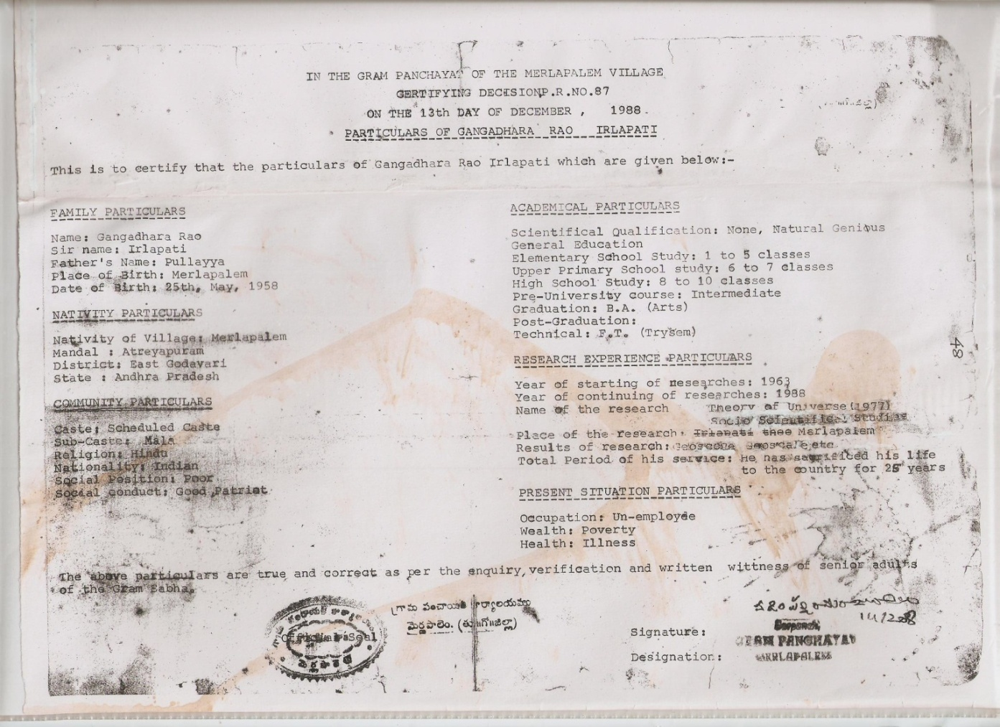 IN THE GRAM PANCHAYAT OF THE MERLAPALEM VILLAGE
CERTIFYING DECISIONP.R.NO.87
ON THE 13th DAY OF DECEMBER , 1988.
PARTICULARS OF GANGADHARA RAO IRLAPATI
This is to certify that the particulars of Gangadhara Rao Irlapati which are given below:-
FAMILY PARTICULARS
Name: Gangadhara Rao
Sir name: Irlapati
Father's Name: Pullayya
Place of Birth: Merlapalem
Date of Birth: 25th, May, 1958
NATIVITY PARTICULARS
Nativity of Village: Merlapalem
Mandal : Atreyapuram
District: East Godavari
State : Andhra Pradesh
COMMUNITY PARTICULARS
Caste: Scheduled Caste
Sub-Caste: Mala
Religion: Hindu
Nationality: Indian
Social Position: Poor
Social conduct: Good Patriot
ACADEMICAL PARTICULARS
Scientifical Qualification: None, Natural Genious
General Education
Elementary School Study: 1 to 5 classes
Upper Primary School study: 6 to 7 classes
High School Study: 8 to 10 classes
Pre-University course: Intermediate
Graduation: B.A. (Arts)
Post-Graduation:
Technical: F.T. (Trysem)
RESEARCH EXPERIENCE PARTICULARS
Year of starting of researches: 1963
Year of continuing of researches: 1988
Name of the research Theory of Universe (1977)
Socio Scientifical Studies
Place of the research: Irlapati thee Merlapalem
Results of research: Geoscope Geoscale,etc.
Total Period of his service: He has sacrificed his life
to the country for 25 years
PRESENT SITUATION PARTICULARS
Occupation: Un-employde
Wealth: Poverty
Health: Illness
48
The above particulars are true and correct as per the enquiry,verification and written wittness of senior adults
of the Gram Sabha.
Official Seal
గ్రామ పంచాయితీ కార్యాలయము
మెర్లపాలెం. (తూ॥గో॥జిల్లా)
Signature:
Designation:
Sarpanch,
GRAM PANCHAYAT
MERLAPALEM